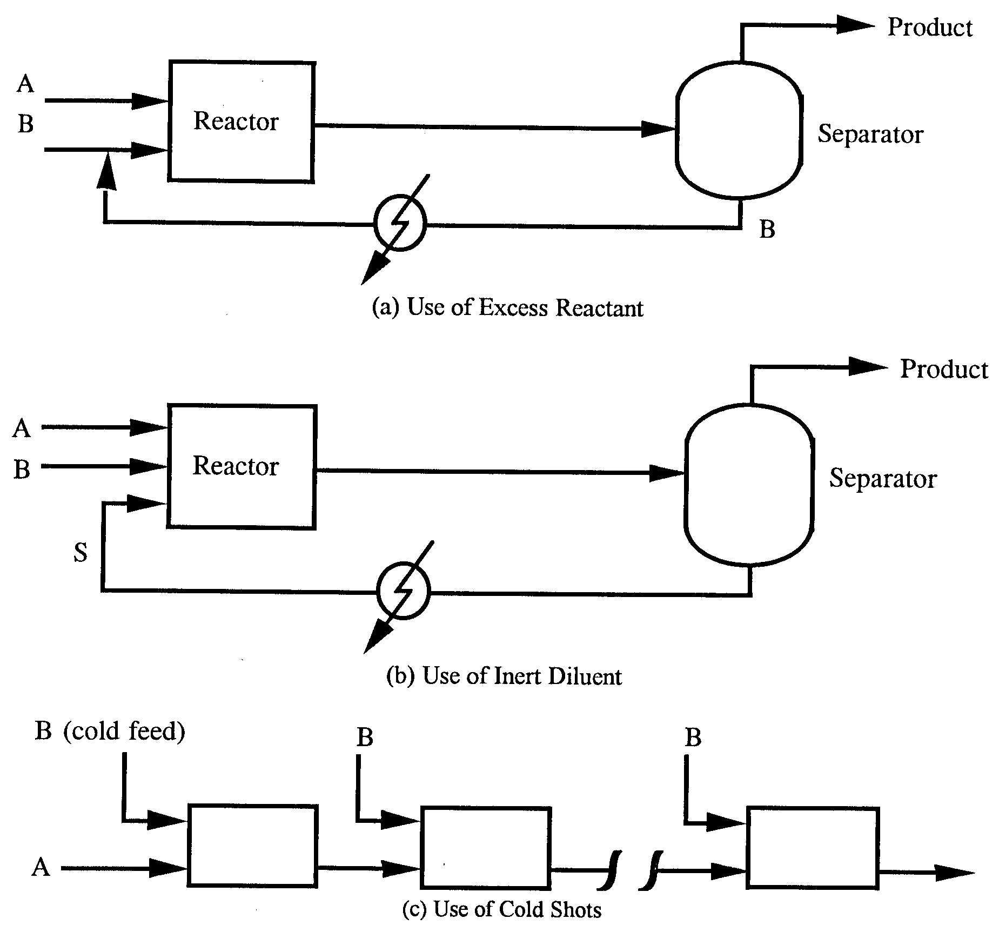 Product
A
B
Reactor
Separator
B
(a) Use of Excess Reactant
Product
A
B
Reactor
Separator
S
(b) Use of Inert Diluent
B (cold feed)
B
B
A
(c) Use of Cold Shots